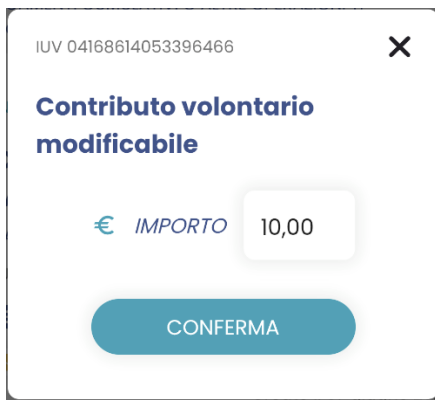 IUV 04168614053396466
Contributo volontario
modificabile
€ IMPORTO 10,00
CONFERMA